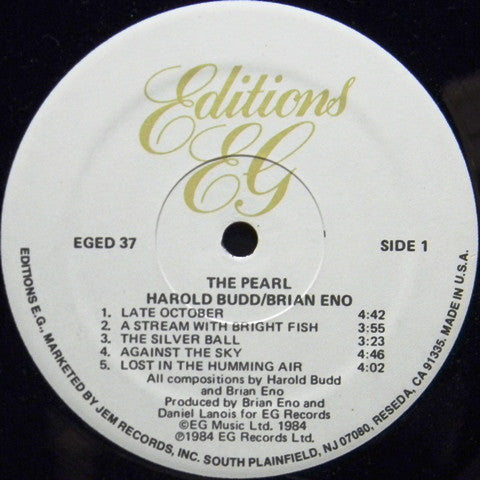 Editions
EG
EGED 37
SIDE 1
THE PEARL
HAROLD BUDD/BRIAN ENO
1. LATE OCTOBER 4:42
2. A STREAM WITH BRIGHT FISH 3:55
3. THE SILVER BALL 3:23
4. AGAINST THE SKY 4:46
5. LOST IN THE HUMMING AIR 4:02
All compositions by Harold Budd
and Brian Eno
Produced by Brian Eno and
Daniel Lanois for EG Records
©EG Music Ltd. 1984
℗1984 EG Records Ltd.
EDITIONS E.G., MARKETED BY JEM RECORDS, INC. SOUTH PLAINFIELD, NJ 07080, RESEDA, CA 91335. MADE IN U.S.A.